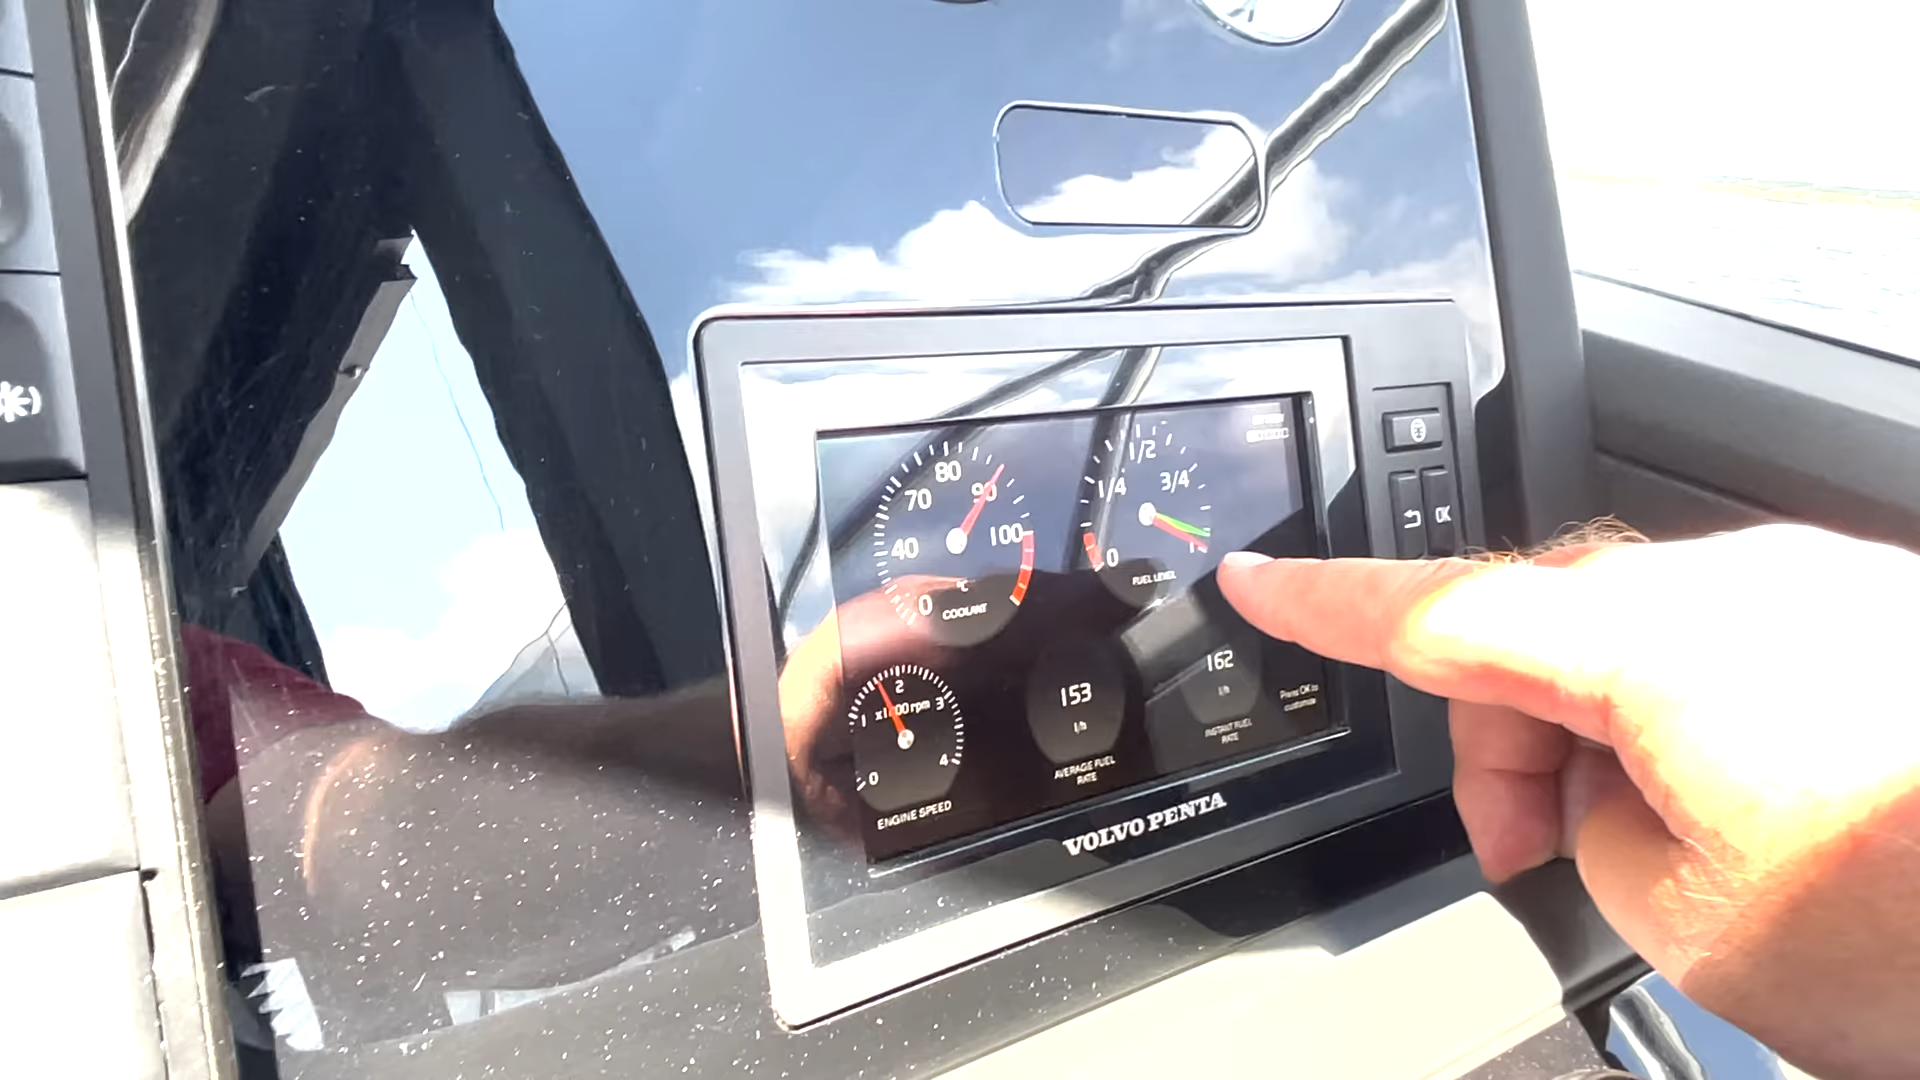 80
70
90
40
100
0
°C
COOLANT
1/2
1/4
3/4
0
1
FUEL LEVEL
OK
2
1
x1000rpm
3
0
4
ENGINE SPEED
153
l/h
AVERAGE FUEL
RATE
162
l/h
INSTANT FUEL
RATE
Press OK to
customize
VOLVO PENTA